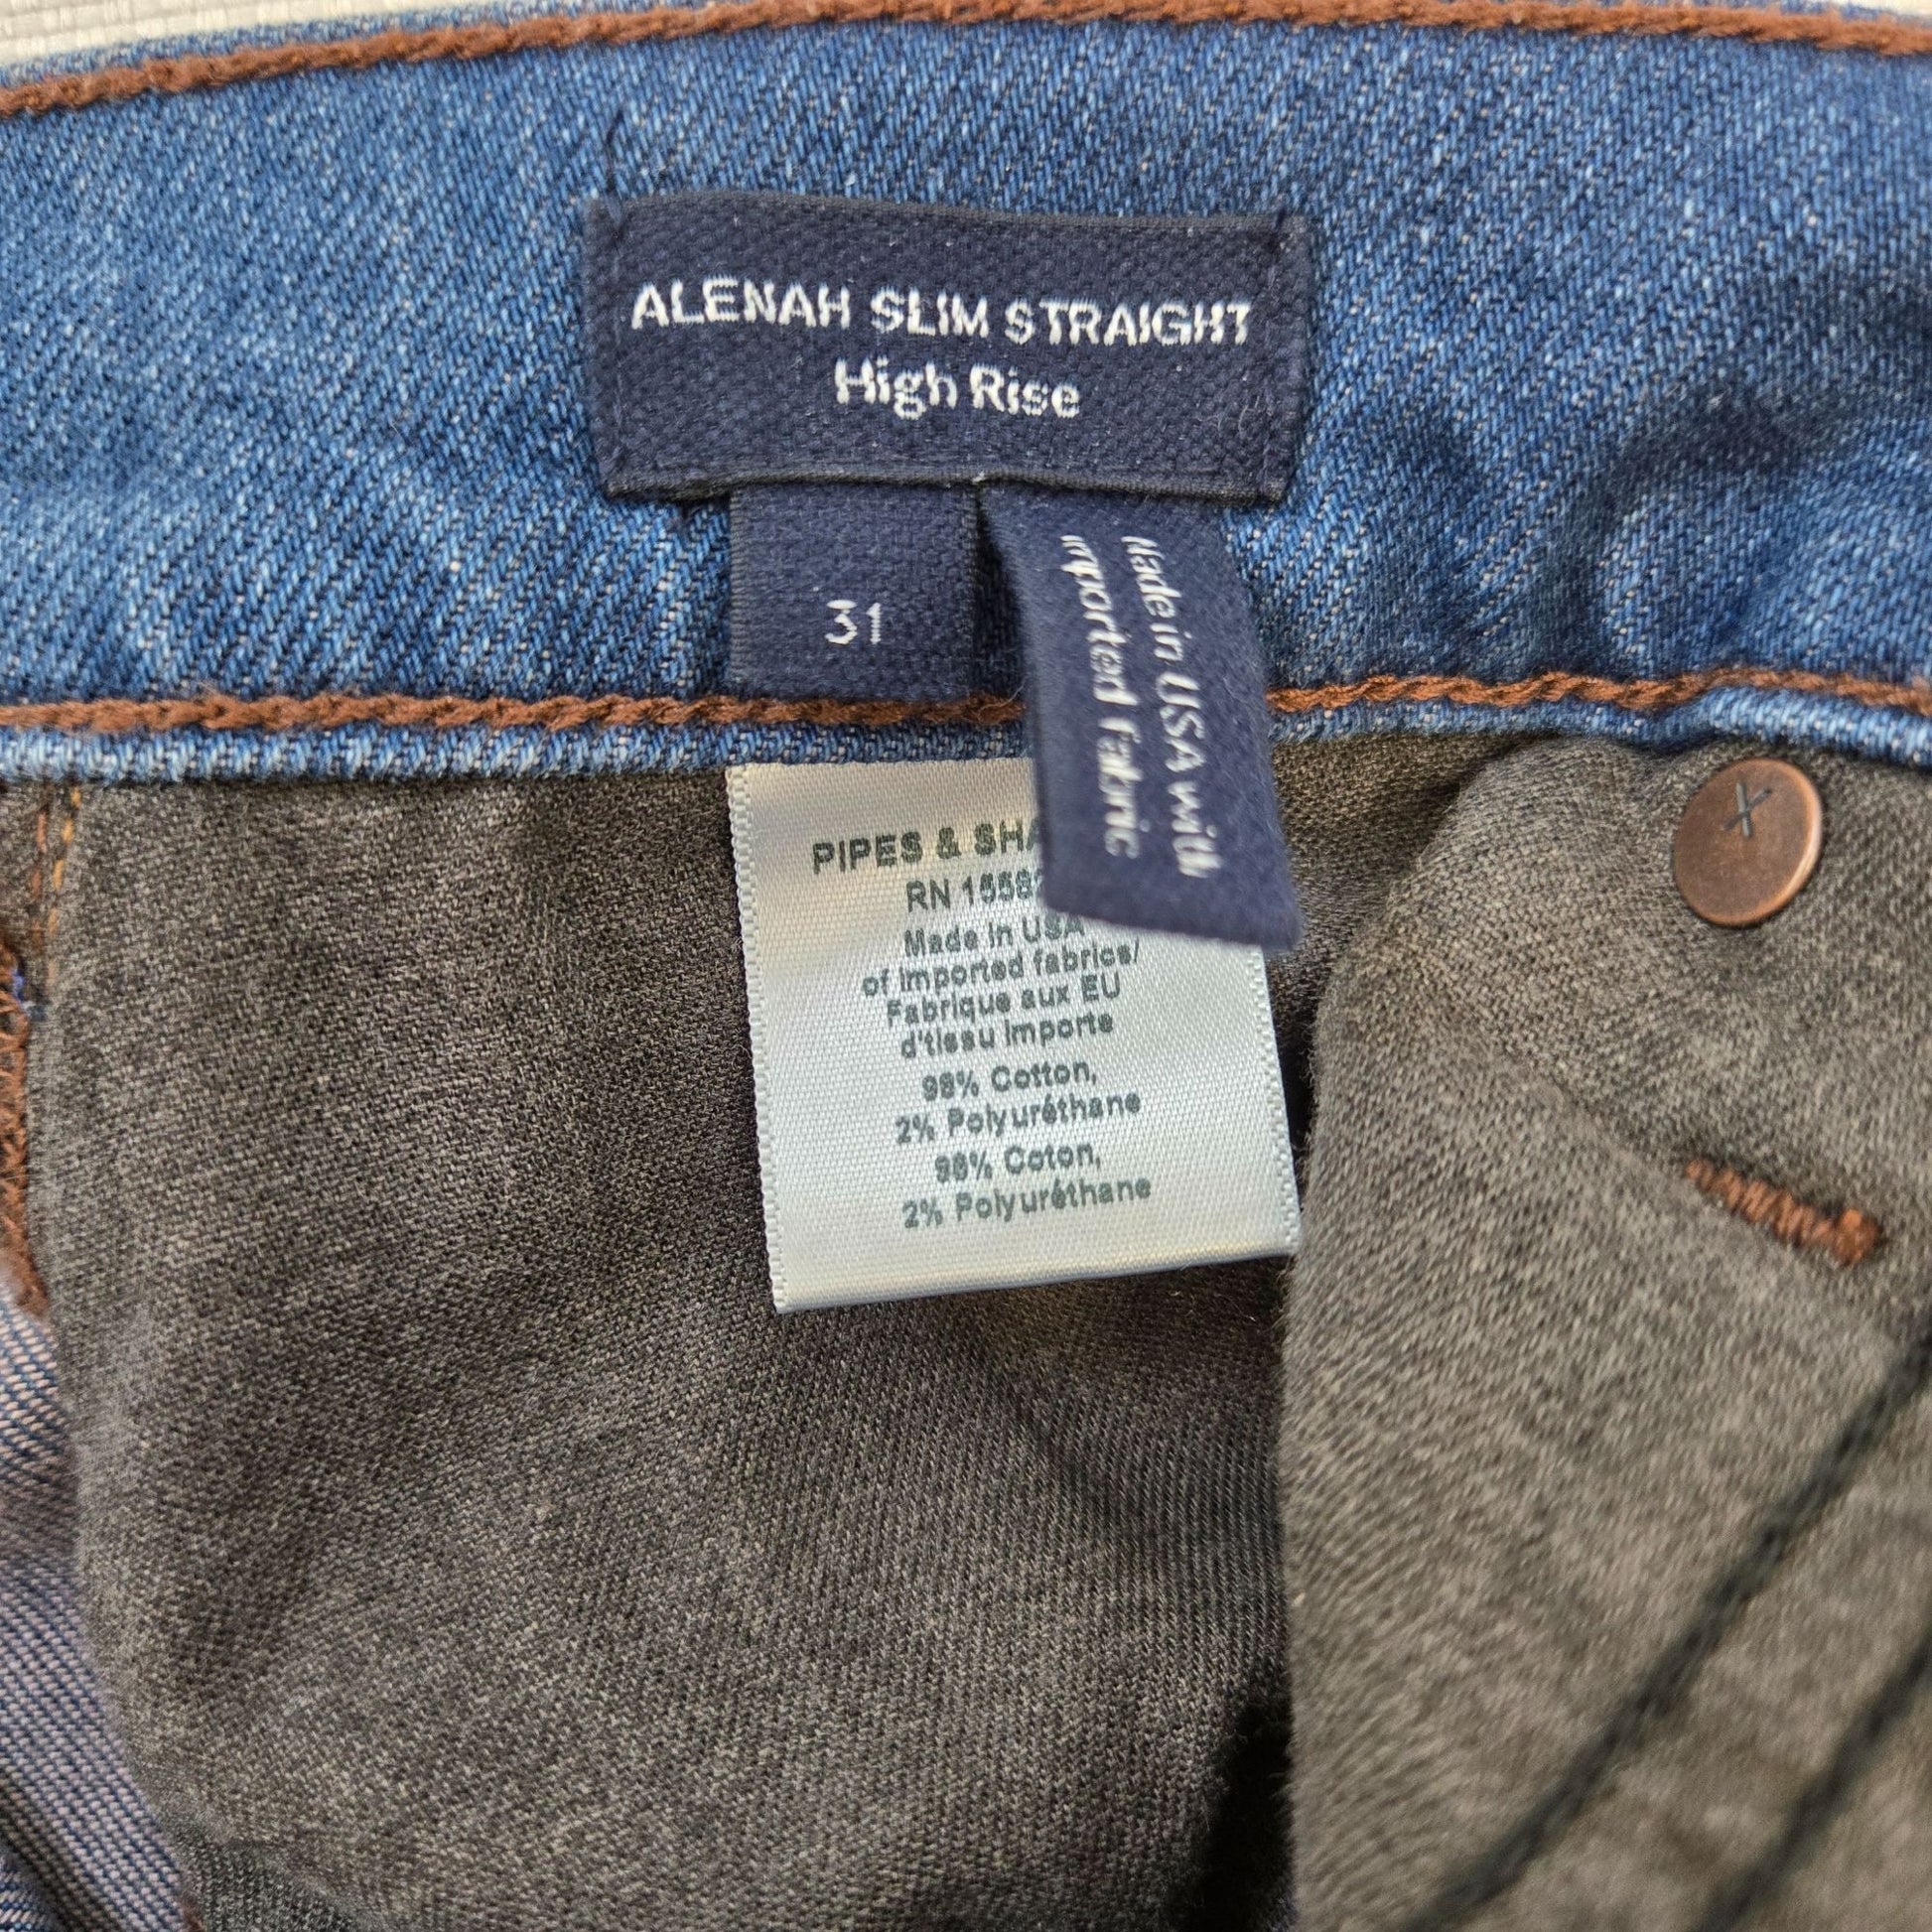 ALENAH SLIM STRAIGHT
High Rise
31
Made in USA with
imported fabric
PIPES &
RN
Made in USA
of imported fabrics/
Fabrique aux EU
d'tissu importe
98% Cotton,
2% Polyuréthane
98% Coton,
2% Polyuréthane